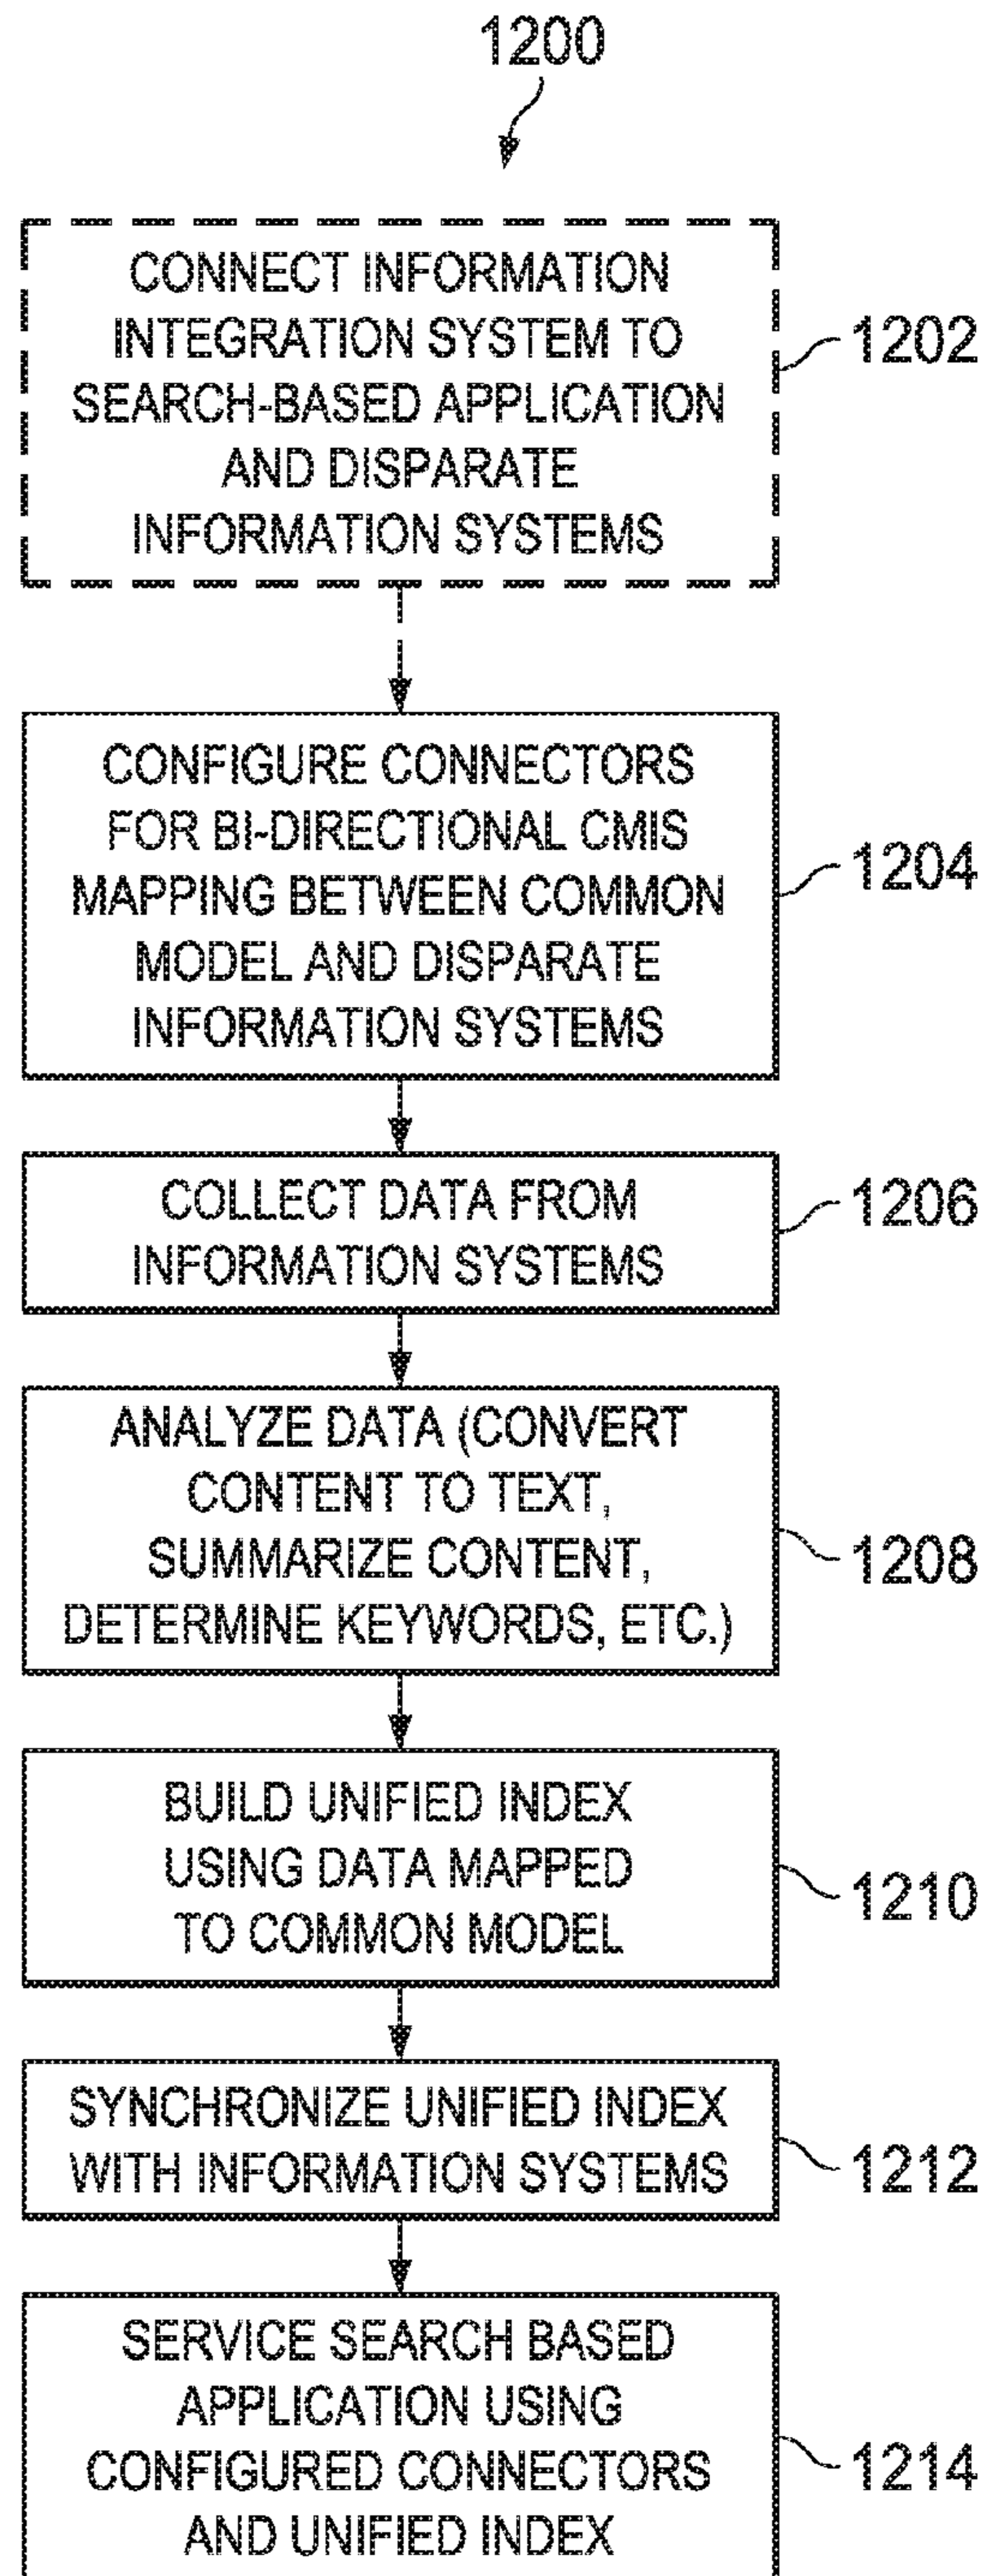 1200
CONNECT INFORMATION
INTEGRATION SYSTEM TO
SEARCH-BASED APPLICATION
AND DISPARATE
INFORMATION SYSTEMS
1202
CONFIGURE CONNECTORS
FOR BI-DIRECTIONAL CMIS
MAPPING BETWEEN COMMON
MODEL AND DISPARATE
INFORMATION SYSTEMS
1204
COLLECT DATA FROM
INFORMATION SYSTEMS
1206
ANALYZE DATA (CONVERT
CONTENT TO TEXT,
SUMMARIZE CONTENT,
DETERMINE KEYWORDS, ETC.)
1208
BUILD UNIFIED INDEX
USING DATA MAPPED
TO COMMON MODEL
1210
SYNCHRONIZE UNIFIED INDEX
WITH INFORMATION SYSTEMS
1212
SERVICE SEARCH BASED
APPLICATION USING
CONFIGURED CONNECTORS
AND UNIFIED INDEX
1214